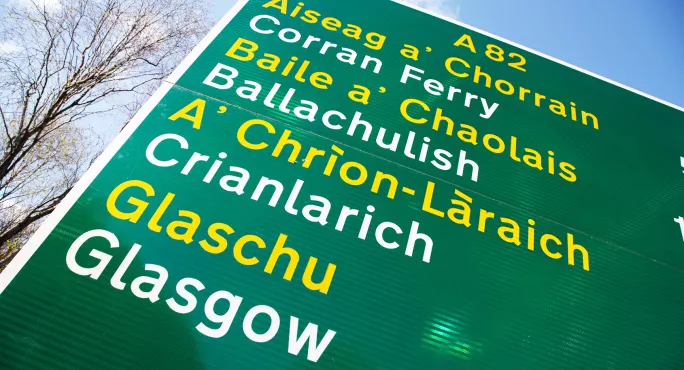 A82
Aiseag a' Chorrain
Corran Ferry
Baile a' Chaolais
Ballachulish
A' Chrìon-Làraich
Crianlarich
Glaschu
Glasgow